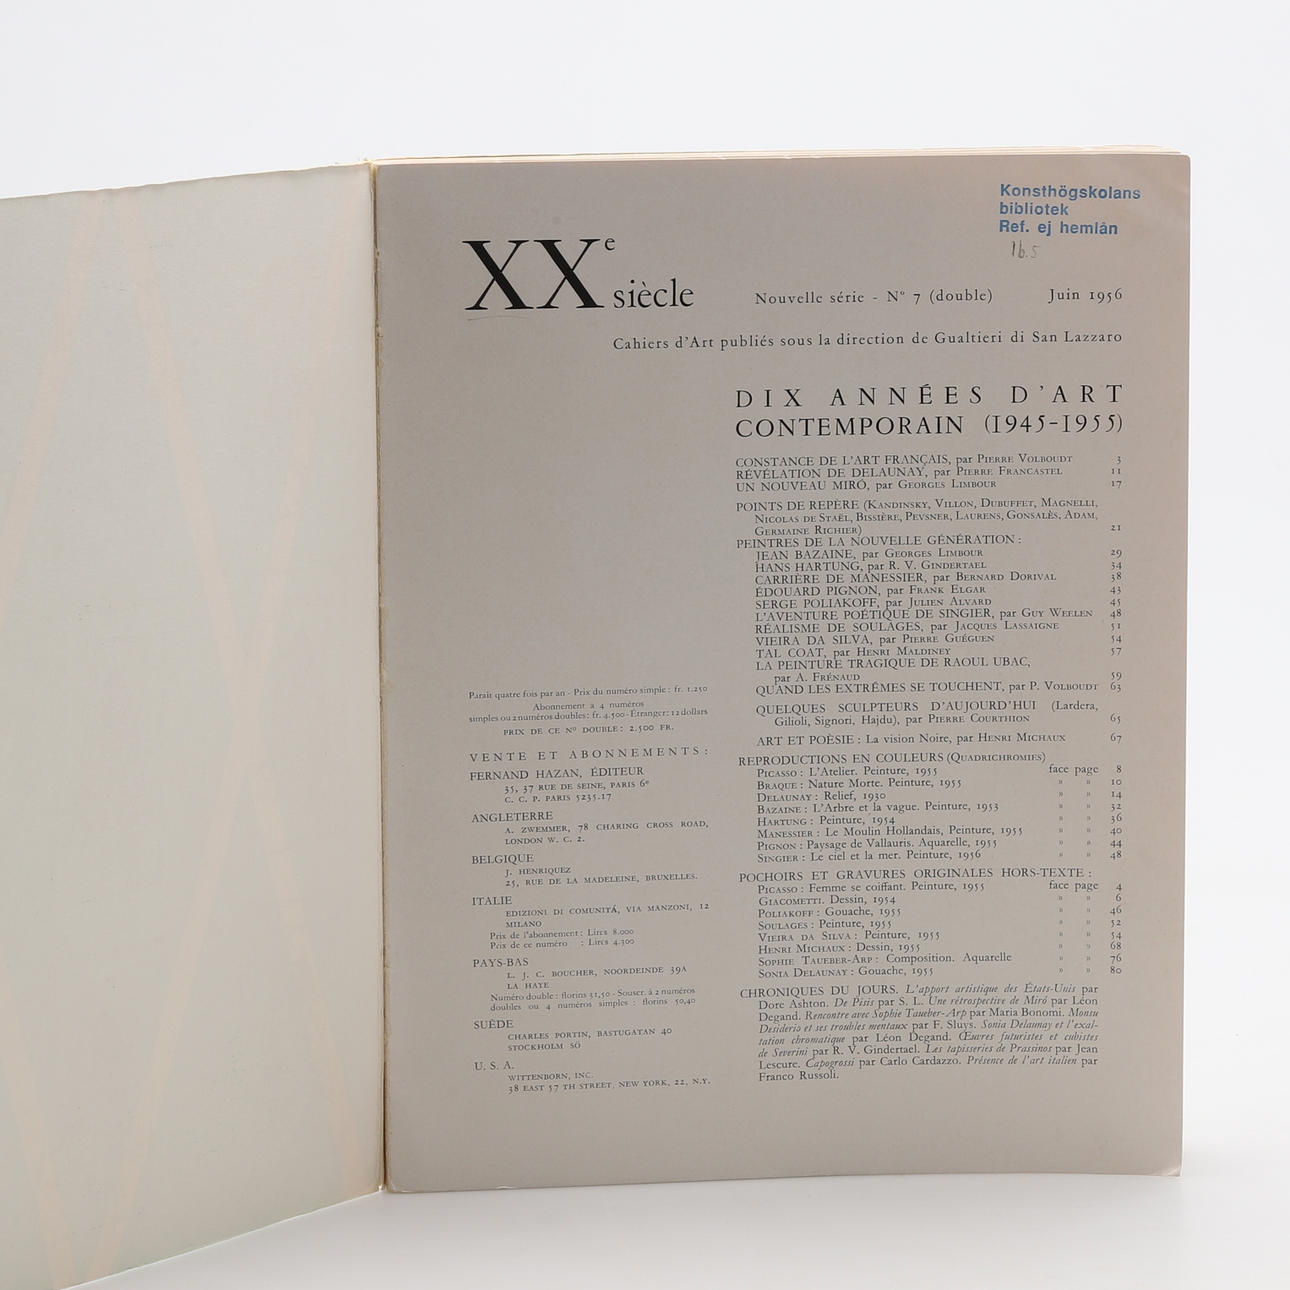 Konsthögskolans
bibliotek
Ref. ej hemlån
16.5
XXe siècle
Nouvelle série - No 7 (double) Juin 1956
Cahiers d'Art publiés sous la direction de Gualtieri di San Lazzaro
DIX ANNÉES D'ART
CONTEMPORAIN (1945-1955)
CONSTANCE DE L'ART FRANÇAIS, par Pierre Volboudt 3
RÉVÉLATION DE DELAUNAY, par Pierre Francastel 11
UN NOUVEAU MIRÓ, par Georges Limbour 17
POINTS DE REPÈRE (Kandinsky, Villon, Dubuffet, Magnelli,
Nicolas de Staël, Bissière, Pevsner, Laurens, Gonsalès, Adam,
Germaine Richier) 21
PEINTRES DE LA NOUVELLE GÉNÉRATION :
JEAN BAZAINE, par Georges Limbour 29
HANS HARTUNG, par R. V. Gindertael 34
CARRIÈRE DE MANESSIER, par Bernard Dorival 38
ÉDOUARD PIGNON, par Frank Elgar 43
SERGE POLIAKOFF, par Julien Alvard 45
L'AVENTURE POÉTIQUE DE SINGIER, par Guy Weelen 48
RÉALISME DE SOULAGES, par Jacques Lassaigne 51
VIEIRA DA SILVA, par Pierre Guéguen 54
TAL COAT, par Henri Maldiney 57
LA PEINTURE TRAGIQUE DE RAOUL UBAC,
par A. Frénaud 59
QUAND LES EXTRÊMES SE TOUCHENT, par P. Volboudt 63
QUELQUES SCULPTEURS D'AUJOURD'HUI (Lardera,
Gilioli, Signori, Hajdu), par Pierre Courthion 65
ART ET POÈSIE : La vision Noire, par Henri Michaux 67
REPRODUCTIONS EN COULEURS (Quadrichromies)
Picasso : L'Atelier. Peinture, 1955 face page 8
Braque : Nature Morte. Peinture, 1955 » » 10
Delaunay : Relief, 1930 » » 14
Bazaine : L'Arbre et la vague. Peinture, 1953 » » 32
Hartung : Peinture, 1954 » » 36
Manessier : Le Moulin Hollandais, Peinture, 1955 » » 40
Pignon : Paysage de Vallauris. Aquarelle, 1955 » » 44
Singier : Le ciel et la mer. Peinture, 1956 » » 48
POCHOIRS ET GRAVURES ORIGINALES HORS-TEXTE :
Picasso : Femme se coiffant. Peinture, 1955 face page 4
Giacometti. Dessin, 1954 » » 6
Poliakoff : Gouache, 1955 » » 46
Soulages : Peinture, 1955 » » 52
Vieira da Silva : Peinture, 1955 » » 54
Henri Michaux : Dessin, 1955 » » 68
Sophie Taueber-Arp : Composition. Aquarelle » » 76
Sonia Delaunay : Gouache, 1955 » » 80
CHRONIQUES DU JOURS. L'apport artistique des États-Unis par
Dore Ashton. De Pisis par S. L. Une rétrospective de Miró par Léon
Degand. Rencontre avec Sophie Taueber-Arp par Maria Bonomi. Monsu
Desiderio et ses troubles mentaux par F. Sluys. Sonia Delaunay et l'exal-
tation chromatique par Léon Degand. Œuvres futuristes et cubistes
de Severini par R. V. Gindertael. Les tapisseries de Prassinos par Jean
Lescure. Capogrossi par Carlo Cardazzo. Présence de l'art italien par
Franco Russoli.
Paraît quatre fois par an - Prix du numéro simple : fr. 1.250
Abonnement à 4 numéros
simples ou 2 numéros doubles : fr. 4.500 - Étranger : 12 dollars
PRIX DE CE No DOUBLE : 2.500 FR.
VENTE ET ABONNEMENTS :
FERNAND HAZAN, ÉDITEUR
35, 37 RUE DE SEINE, PARIS 6e
C. C. P. PARIS 5235.17
ANGLETERRE
A. ZWEMMER, 78 CHARING CROSS ROAD,
LONDON W. C. 2.
BELGIQUE
J. HENRIQUEZ
25, RUE DE LA MADELEINE, BRUXELLES.
ITALIE
EDIZIONI DI COMUNITÁ, VIA MANZONI, 12
MILANO
Prix de l'abonnement : Lires 8.000
Prix de ce numéro : Lires 4.300
PAYS-BAS
L. J. C. BOUCHER, NOORDEINDE 39A
LA HAYE
Numéro double : florins 31,50 - Souscr. à 2 numéros
doubles ou 4 numéros simples : florins 50,40
SUÈDE
CHARLES PORTIN, BASTUGATAN 40
STOCKHOLM SÖ
U. S. A.
WITTENBORN, INC.
38 EAST 57 TH STREET, NEW YORK, 22, N.Y.